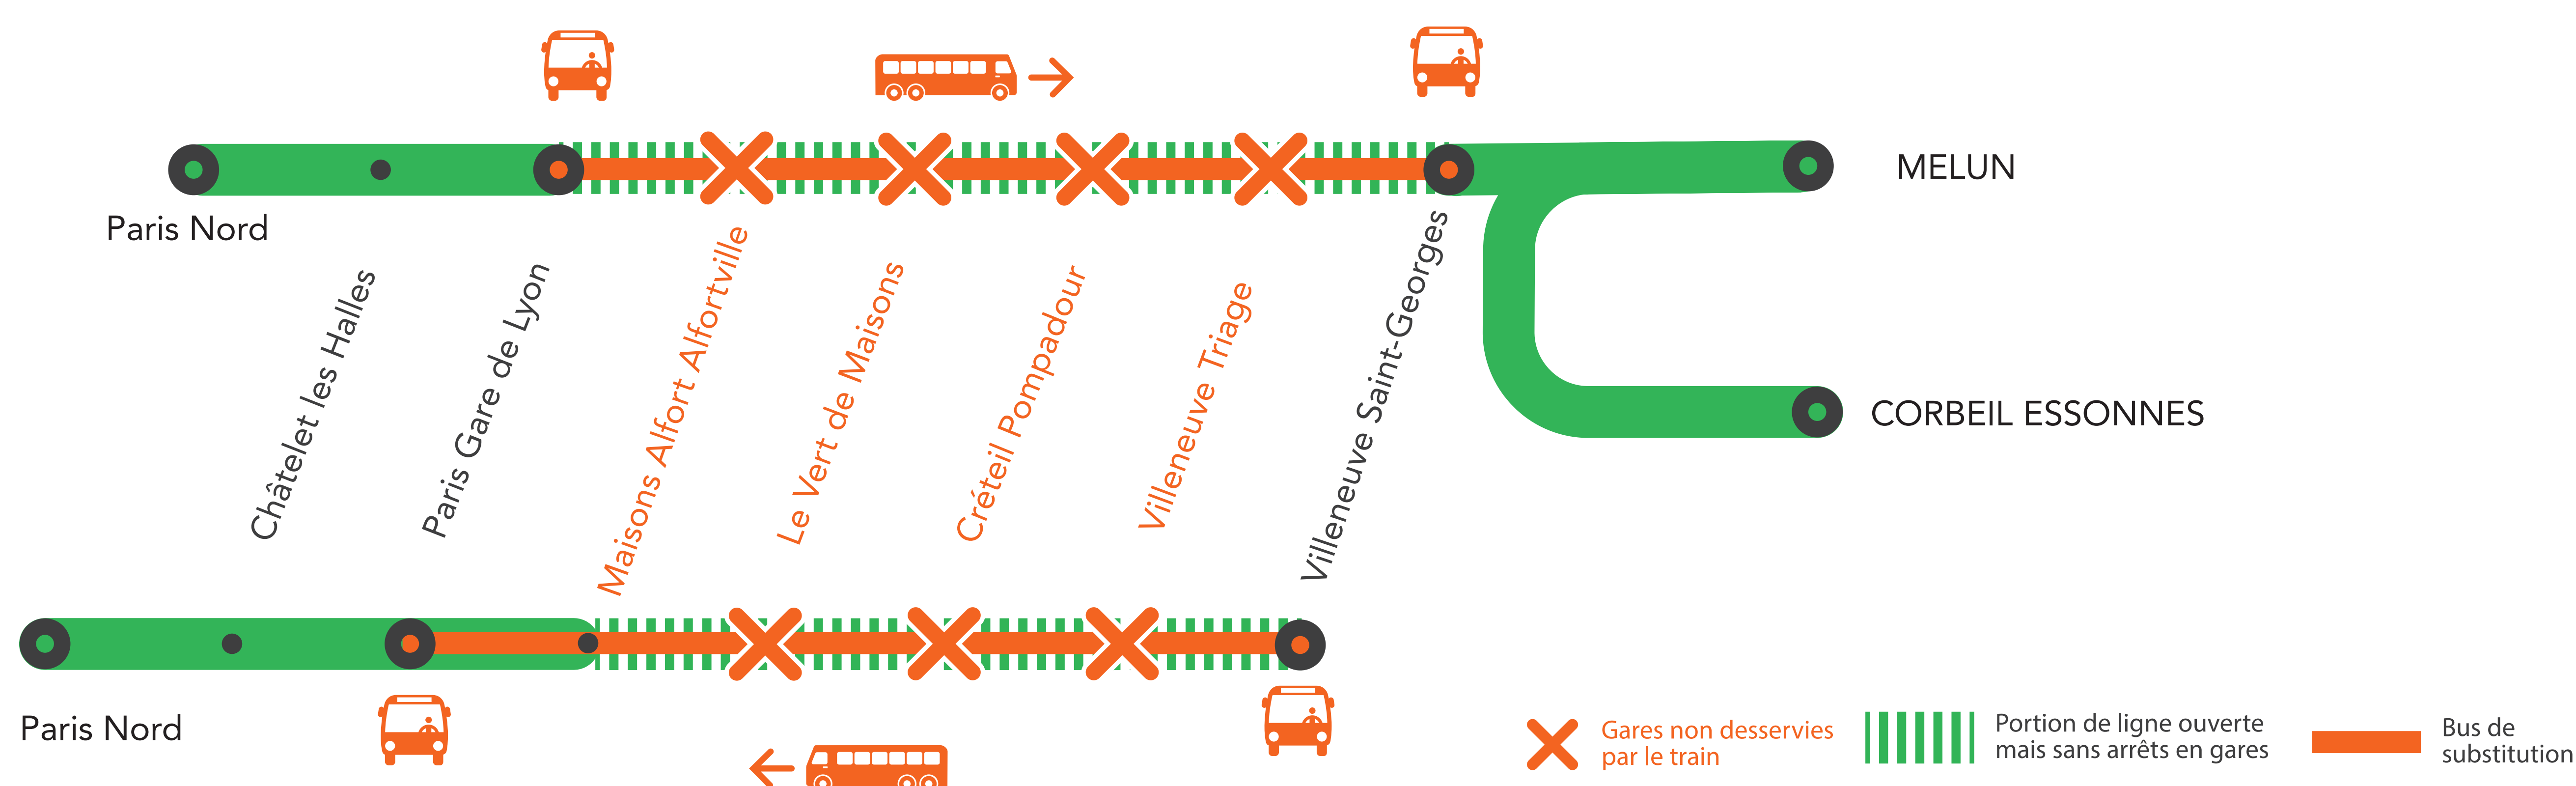 MELUN
Paris Nord
Châtelet les Halles
Paris Gare de Lyon
Maisons Alfort Alfortville
Le Vert de Maisons
Créteil Pompadour
Villeneuve Triage
Villeneuve Saint-Georges
CORBEIL ESSONNES
Paris Nord
Gares non desservies
par le train
Portion de ligne ouverte
mais sans arrêts en gares
Bus de
substitution